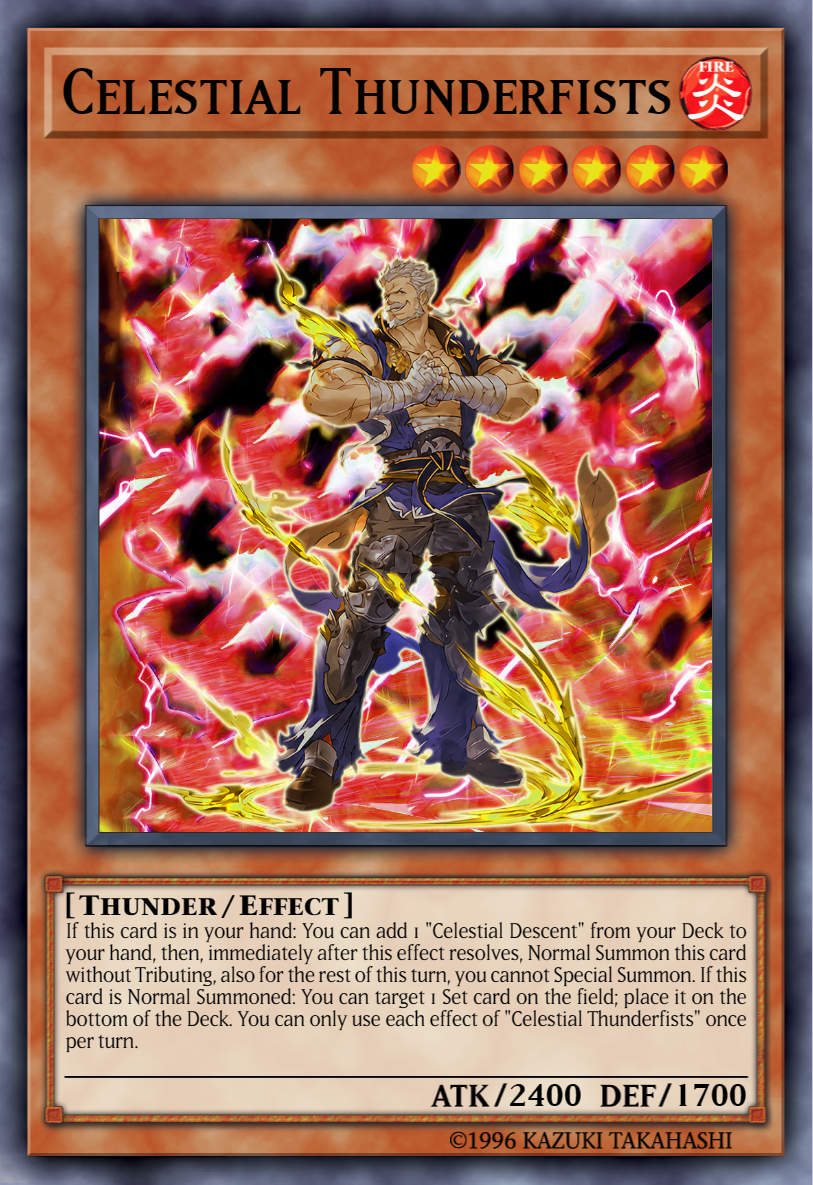 Celestial Thunderfists
FIRE
炎
[Thunder/Effect]
If this card is in your hand: You can add 1 "Celestial Descent" from your Deck to
your hand, then, immediately after this effect resolves, Normal Summon this card
without Tributing, also for the rest of this turn, you cannot Special Summon. If this
card is Normal Summoned: You can target 1 Set card on the field; place it on the
bottom of the Deck. You can only use each effect of "Celestial Thunderfists" once
per turn.
ATK/2400 DEF/1700
©1996 KAZUKI TAKAHASHI